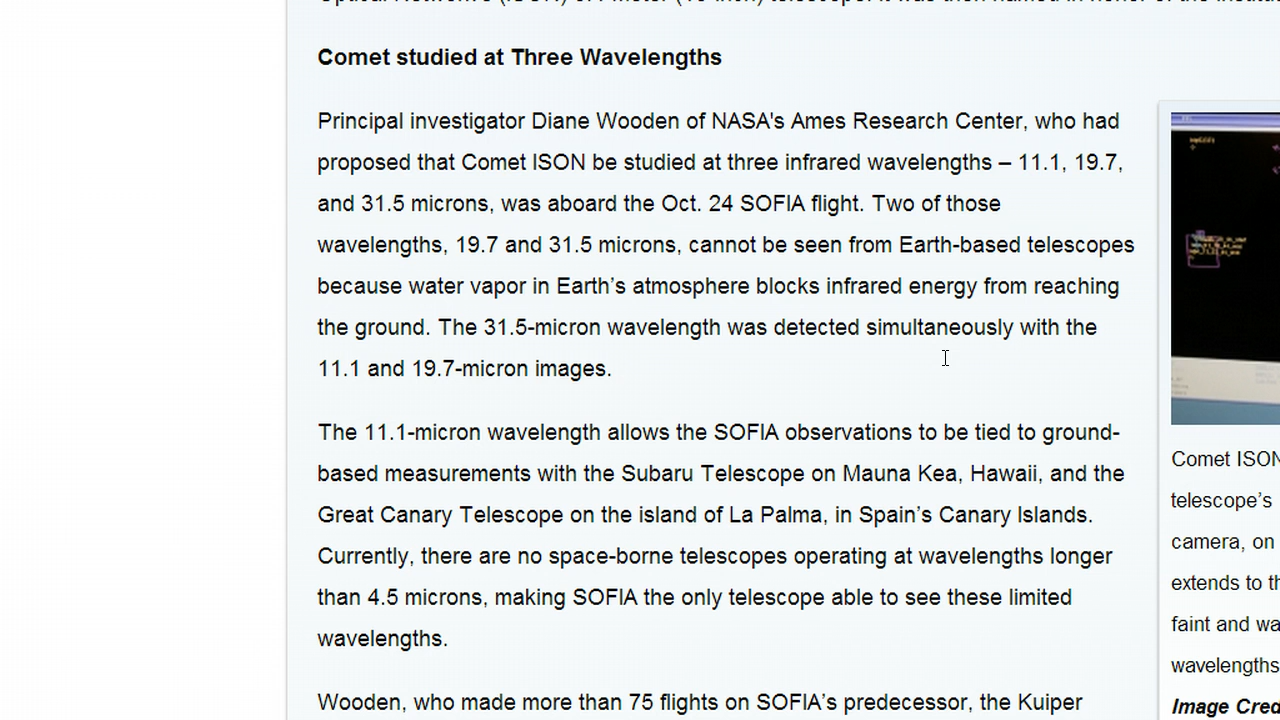 Comet studied at Three Wavelengths
Principal investigator Diane Wooden of NASA's Ames Research Center, who had
proposed that Comet ISON be studied at three infrared wavelengths – 11.1, 19.7,
and 31.5 microns, was aboard the Oct. 24 SOFIA flight. Two of those
wavelengths, 19.7 and 31.5 microns, cannot be seen from Earth-based telescopes
because water vapor in Earth’s atmosphere blocks infrared energy from reaching
the ground. The 31.5-micron wavelength was detected simultaneously with the
11.1 and 19.7-micron images.
The 11.1-micron wavelength allows the SOFIA observations to be tied to ground-
based measurements with the Subaru Telescope on Mauna Kea, Hawaii, and the
Great Canary Telescope on the island of La Palma, in Spain’s Canary Islands.
Currently, there are no space-borne telescopes operating at wavelengths longer
than 4.5 microns, making SOFIA the only telescope able to see these limited
wavelengths.
Wooden, who made more than 75 flights on SOFIA’s predecessor, the Kuiper
Comet ISON
telescope’s
camera, on
extends to
faint and
wavelengths
Image